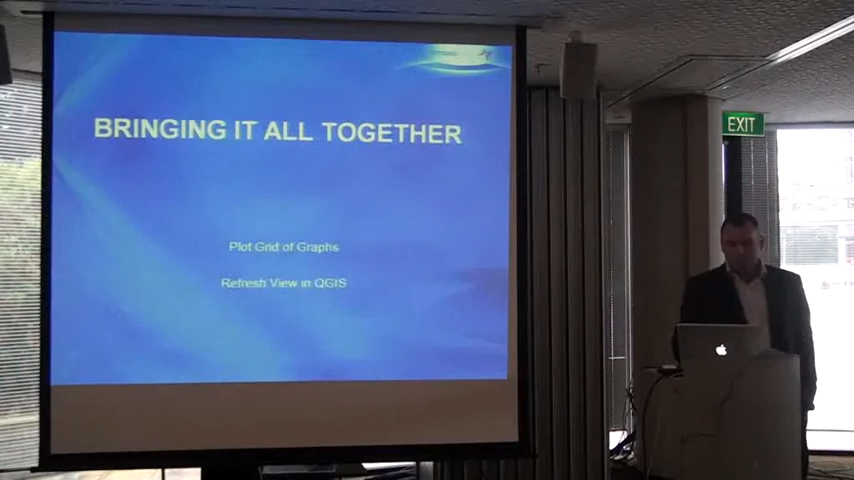 BRINGING IT ALL TOGETHER
EXIT
Plot Grid of Graphs
Refresh View in QGIS